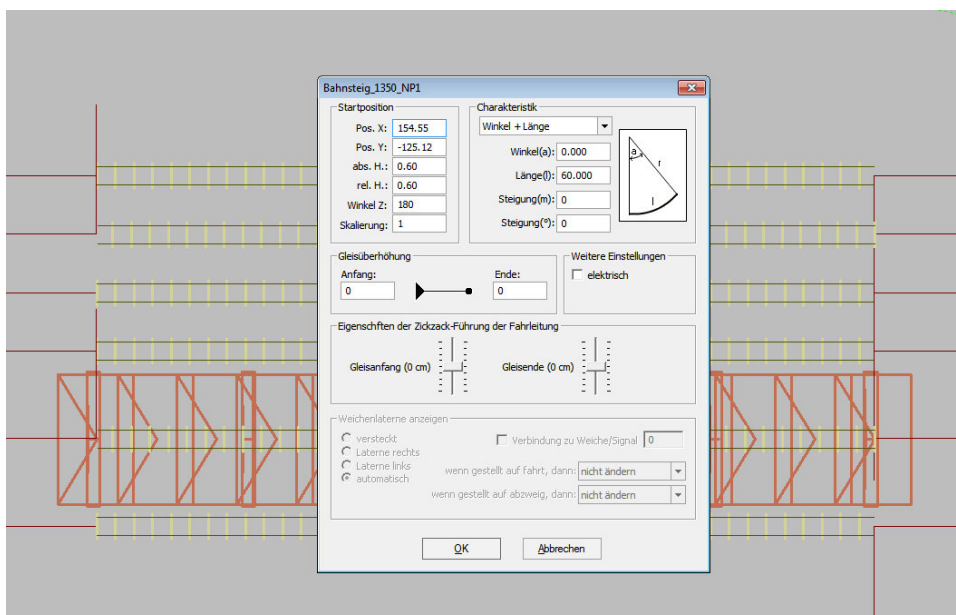 Bahnsteig_1350_NP1
Startposition
Pos. X: 154.55
Pos. Y: -125.12
abs. H.: 0.60
rel. H.: 0.60
Winkel Z: 180
Skalierung: 1
Charakteristik
Winkel + Länge
Winkel(a): 0.000
Länge(l): 60.000
Steigung(m): 0
Steigung(°): 0
a
r
l
Gleisüberhöhung
Anfang:
0
Ende:
0
Weitere Einstellungen
elektrisch
Eigenschften der Zickzack-Führung der Fahrleitung
Gleisanfang (0 cm)
Gleisende (0 cm)
Weichenlaterne anzeigen
versteckt
Laterne rechts
Laterne links
automatisch
Verbindung zu Weiche/Signal 0
wenn gestellt auf fahrt, dann: nicht ändern
wenn gestellt auf abzweig, dann: nicht ändern
OK
Abbrechen